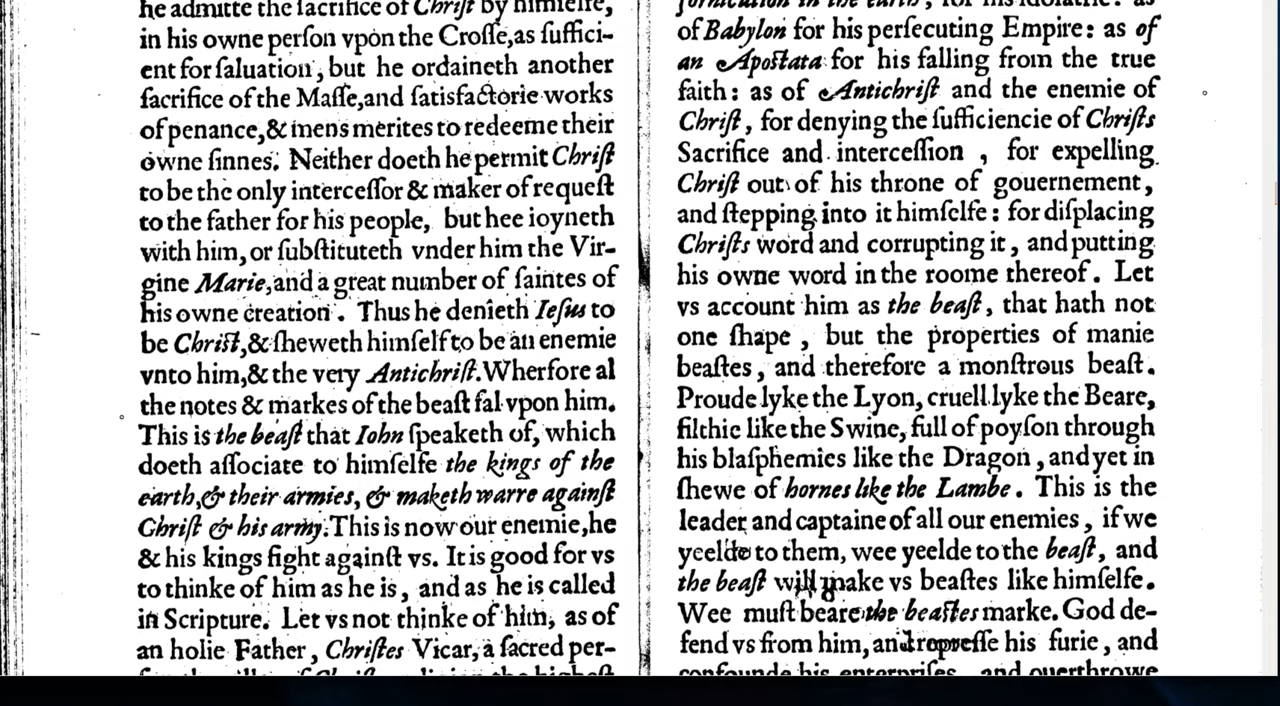 he admitte the sacrifice of Chriſt by himſelfe,
in his owne perſon vpon the Croſſe,as ſuffici-
ent for ſaluation, but he ordaineth another
ſacrifice of the Maſſe,and ſatisfactorie works
of penance,& mens merites to redeeme their
owne ſinnes. Neither doeth he permit Chriſt
to be the only interceſſor & maker of requeſt
to the father for his people, but hee ioyneth
with him, or ſubſtituteth vnder him the Vir-
gine Marie,and a great number of ſaintes of
his owne creation. Thus he denieth Ieſus to
be Chriſt,& ſheweth himſelf to be an enemie
vnto him,& the very Antichriſt.Wherfore al
the notes & markes of the beaſt fal vpon him.
This is the beaſt that Iohn ſpeaketh of, which
doeth aſſociate to himſelfe the kings of the
earth,& their armies, & maketh warre againſt
Chriſt & his army.This is now our enemie,he
& his kings fight againſt vs. It is good for vs
to thinke of him as he is, and as he is called
in Scripture. Let vs not thinke of him, as of
an holie Father, Chriſtes Vicar, a ſacred per-
the higheſt
fornication in the earth, for his idolatrie: as
of Babylon for his perſecuting Empire: as of
an Apoſtata for his falling from the true
faith: as of Antichriſt and the enemie of
Chriſt, for denying the ſufficiencie of Chriſts
Sacrifice and interceſſion , for expelling
Chriſt out of his throne of gouernement,
and ſtepping into it himſelfe: for diſplacing
Chriſts word and corrupting it, and putting
his owne word in the roome thereof. Let
vs account him as the beaſt, that hath not
one ſhape , but the properties of manie
beaſtes, and therefore a monſtrous beaſt.
Proude lyke the Lyon, cruell lyke the Beare,
filthie like the Swine, full of poyſon through
his blaſphemies like the Dragon, and yet in
ſhewe of hornes like the Lambe. This is the
leader and captaine of all our enemies, if we
yeelde to them, wee yeelde to the beaſt, and
the beaſt will make vs beaſtes like himſelfe.
Wee muſt beare the beaſtes marke. God de-
fend vs from him, and repreſſe his furie, and
confounde his enterpriſes, and ouerthrowe